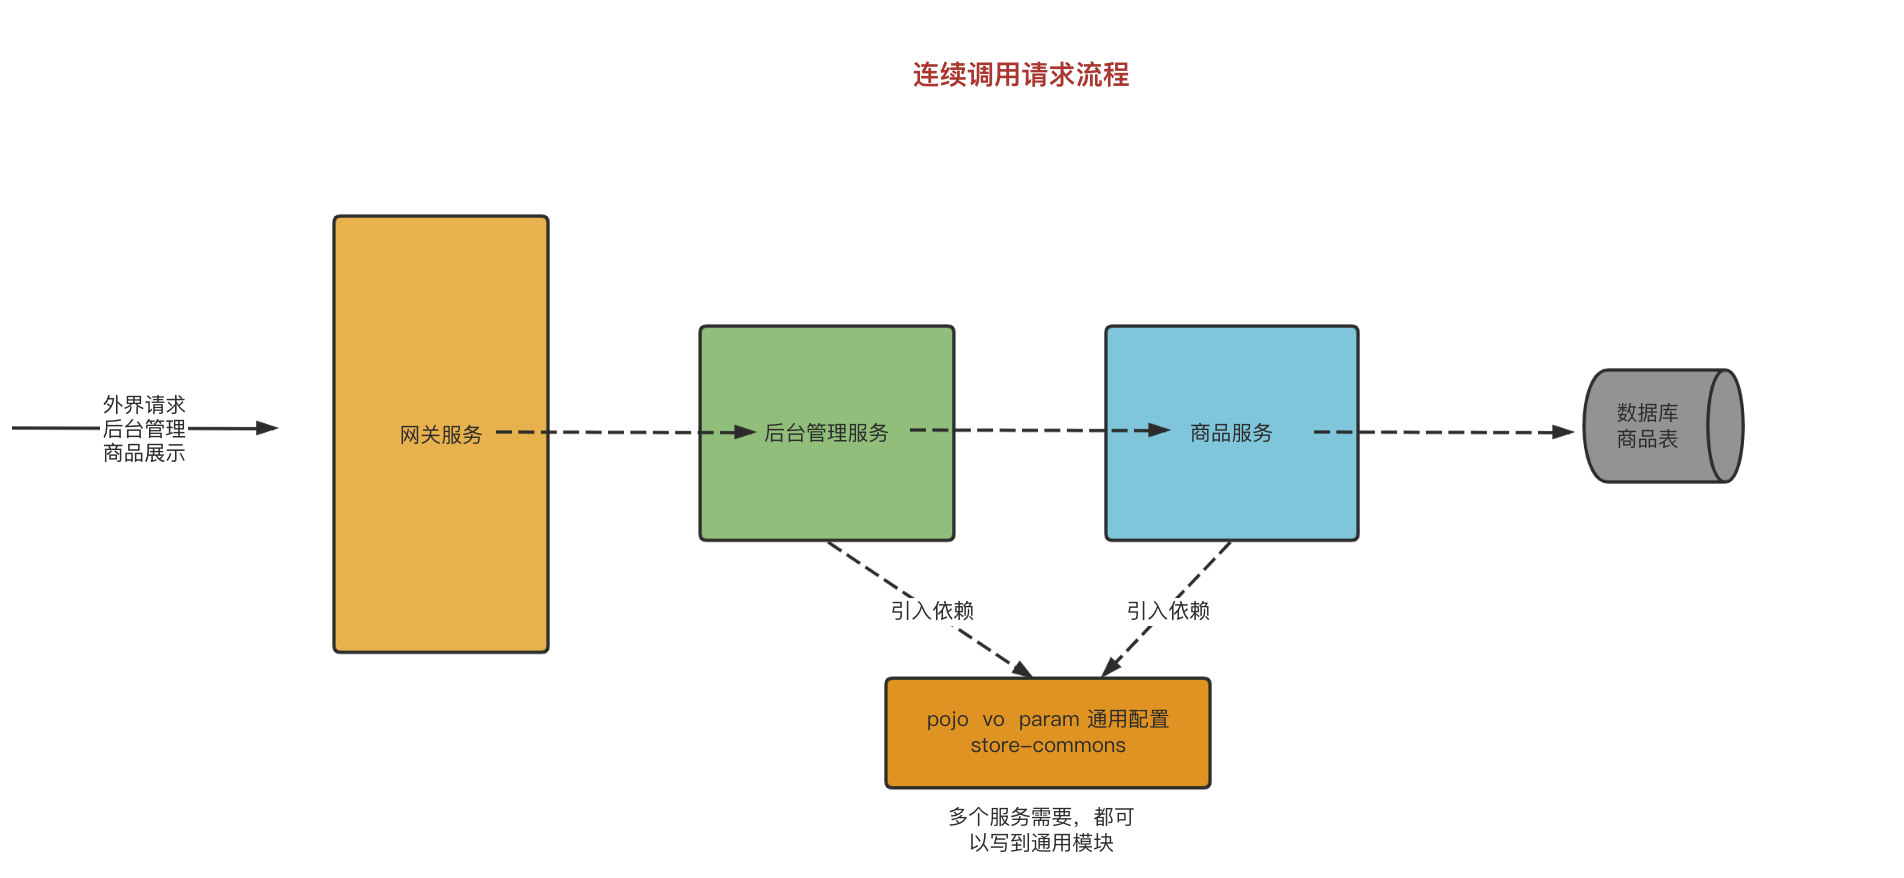 连续调用请求流程
外界请求
后台管理
商品展示
网关服务
后台管理服务
商品服务
数据库
商品表
引入依赖
引入依赖
pojo vo param 通用配置
store-commons
多个服务需要，都可
以写到通用模块